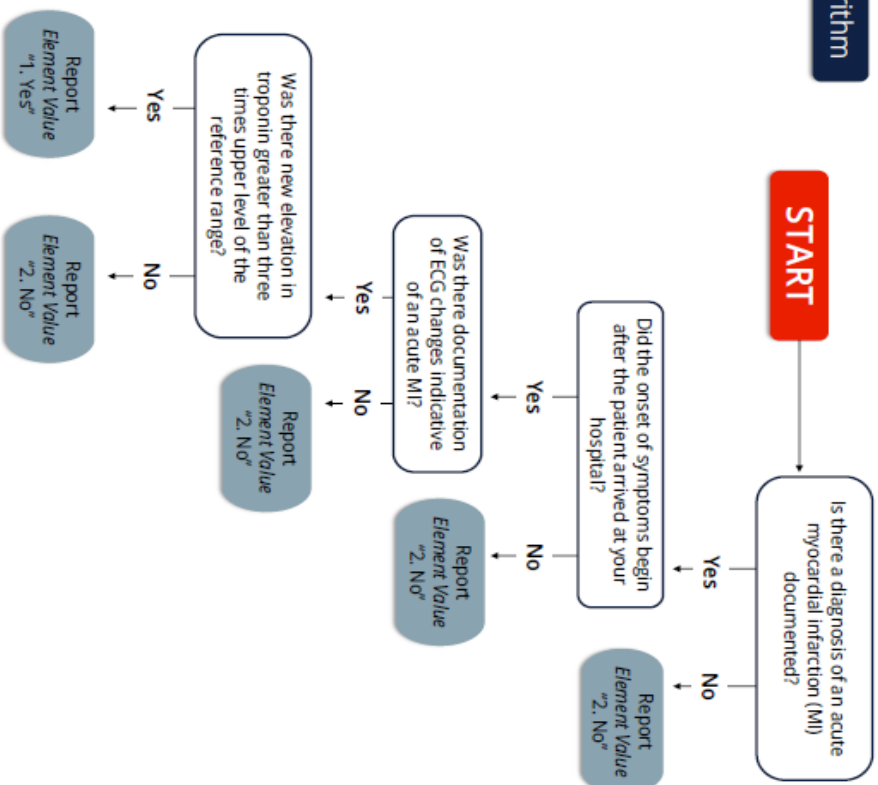 rithm
START
Is there a diagnosis of an acute
myocardial infarction (MI)
documented?
Yes
No
Report
Element Value
"2. No"
Did the onset of symptoms begin
after the patient arrived at your
hospital?
Yes
No
Report
Element Value
"2. No"
Was there documentation
of ECG changes indicative
of an acute MI?
Yes
No
Report
Element Value
"2. No"
Was there new elevation in
troponin greater than three
times upper level of the
reference range?
Yes
No
Report
Element Value
"1. Yes"
Report
Element Value
"2. No"